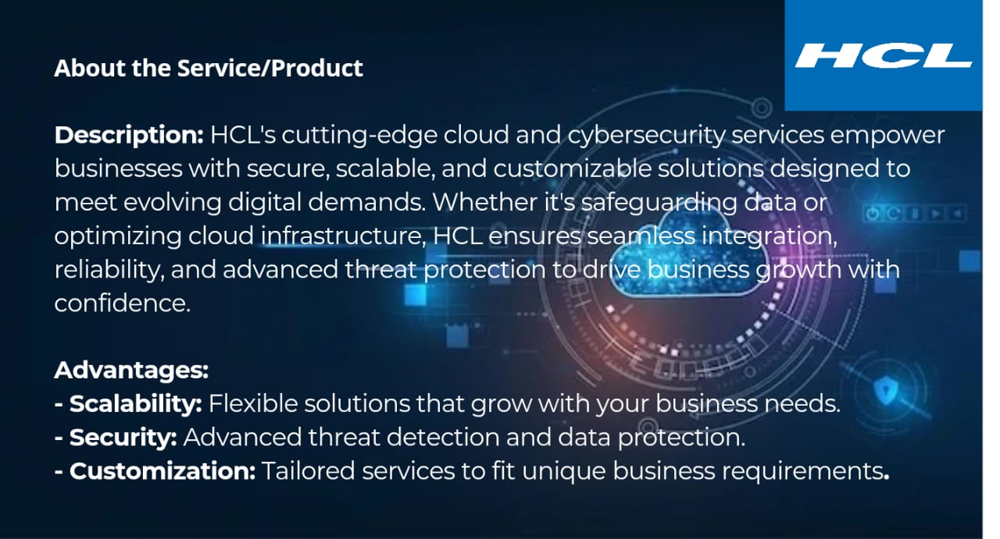 HCL
About the Service/Product
Description: HCL's cutting-edge cloud and cybersecurity services empower
businesses with secure, scalable, and customizable solutions designed to
meet evolving digital demands. Whether it's safeguarding data or
optimizing cloud infrastructure, HCL ensures seamless integration,
reliability, and advanced threat protection to drive business growth with
confidence.
Advantages:
- Scalability: Flexible solutions that grow with your business needs.
- Security: Advanced threat detection and data protection.
- Customization: Tailored services to fit unique business requirements.